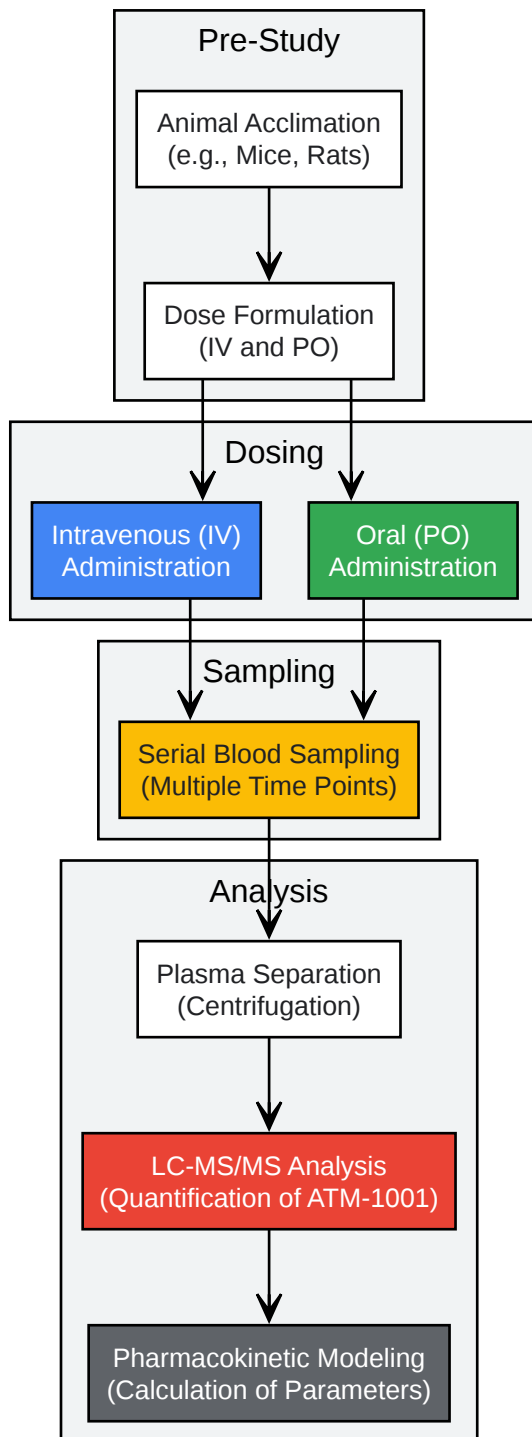 Pre-Study
Animal Acclimation
(e.g., Mice, Rats)
Dose Formulation
(IV and PO)
Dosing
Intravenous (IV)
Administration
Oral (PO)
Administration
Sampling
Serial Blood Sampling
(Multiple Time Points)
Analysis
Plasma Separation
(Centrifugation)
LC-MS/MS Analysis
(Quantification of ATM-1001)
Pharmacokinetic Modeling
(Calculation of Parameters)